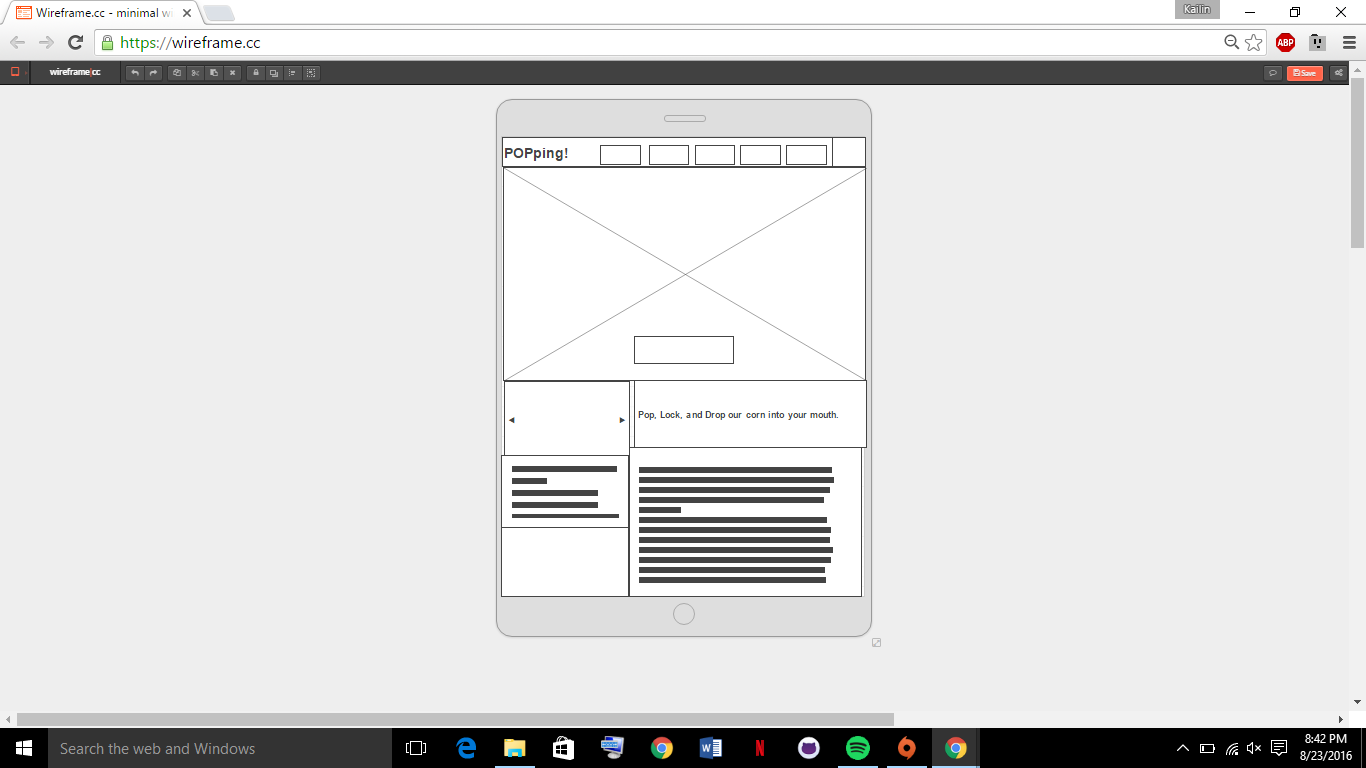 Wireframe.cc - minimal w
Kailin
https://wireframe.cc
ABP
wireframe.cc
Save
POPping!
Pop, Lock, and Drop our corn into your mouth.
Search the web and Windows
8:42 PM
8/23/2016